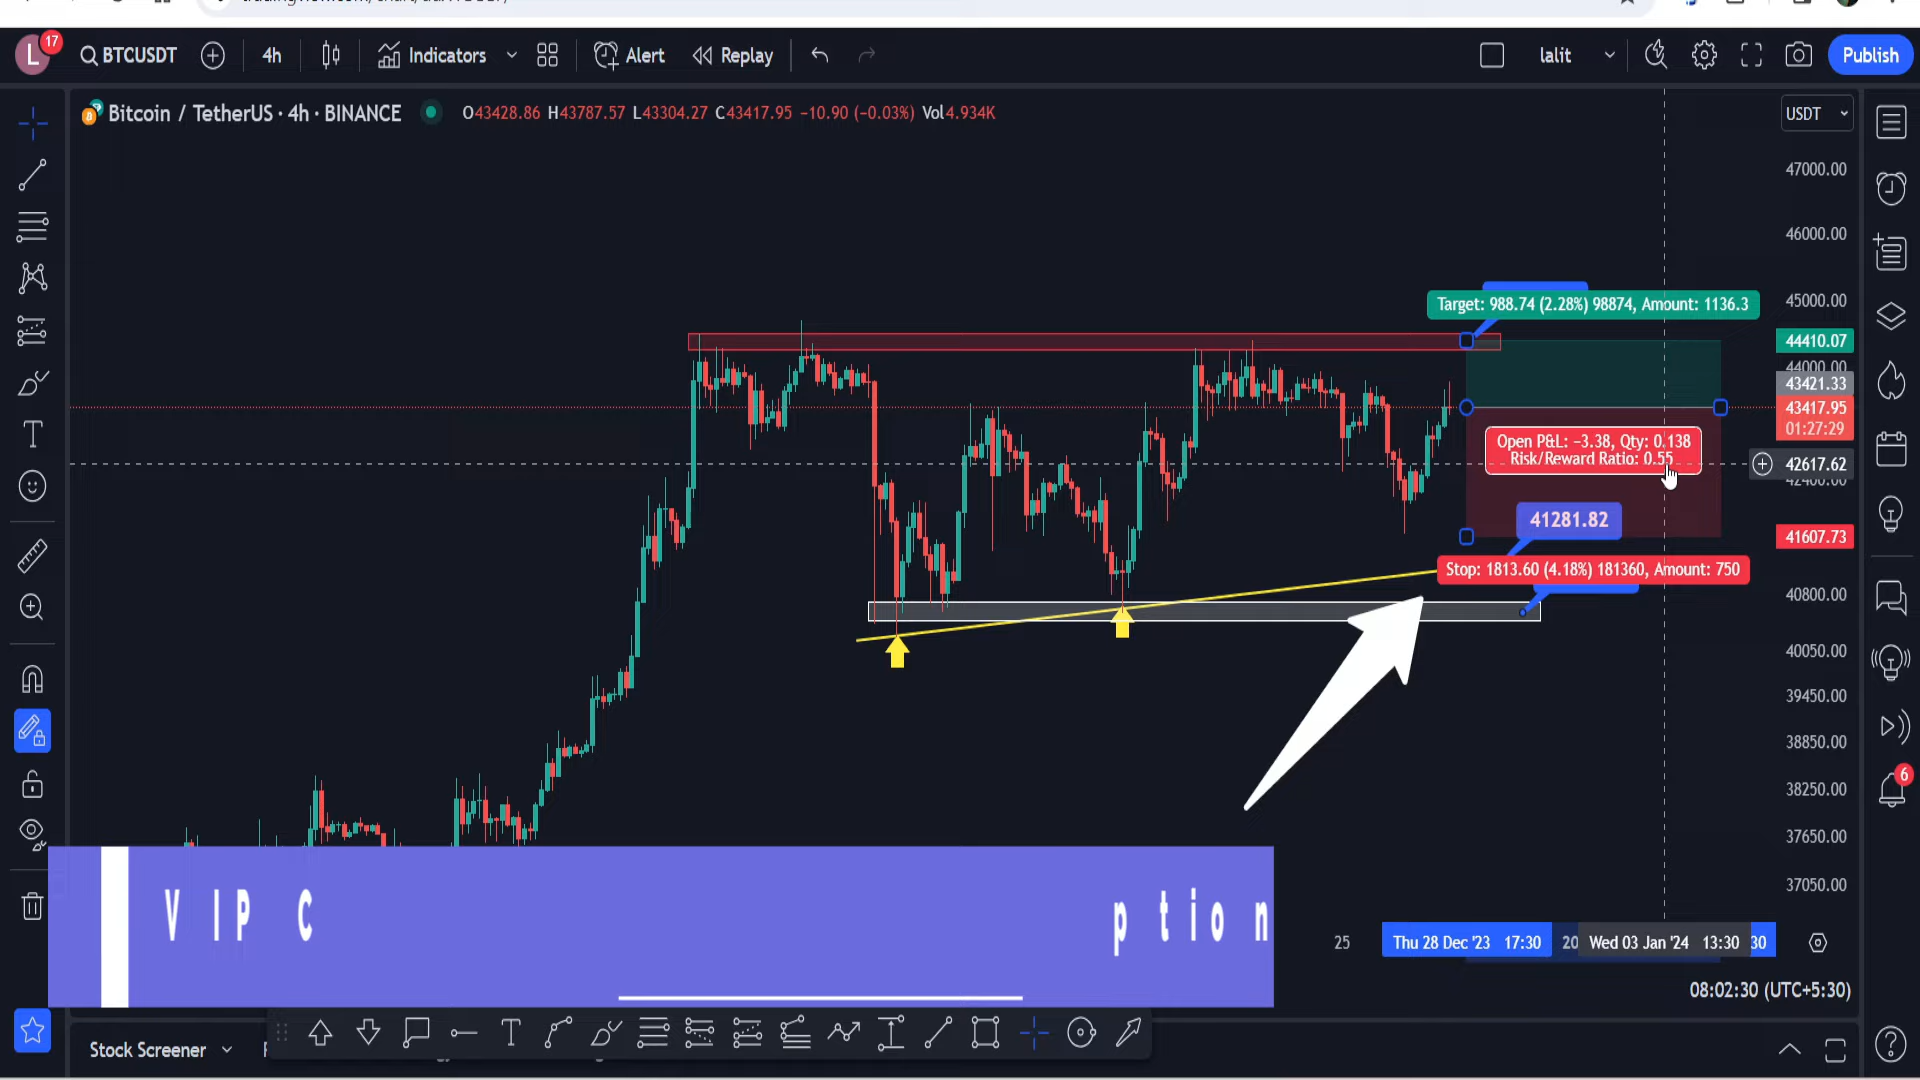 L 17 BTCUSDT 4h Indicators Alert Replay lalit Publish
Bitcoin / TetherUS · 4h · BINANCE O43428.86 H43787.57 L43304.27 C43417.95 −10.90 (−0.03%) Vol4.934K
USDT
47000.00
46000.00
45000.00
Target: 988.74 (2.28%) 98874, Amount: 1136.3
44410.07
44000.00
43421.33
43417.95
01:27:29
Open P&L: −3.38, Qty: 0.138
Risk/Reward Ratio: 0.55
42617.62
42400.00
41281.82
41607.73
Stop: 1813.60 (4.18%) 181360, Amount: 750
40800.00
40050.00
39450.00
38850.00
38250.00
37650.00
37050.00
6
VIP C ption
25 Thu 28 Dec '23 17:30 20 Wed 03 Jan '24 13:30 30
08:02:30 (UTC+5:30)
Stock Screener